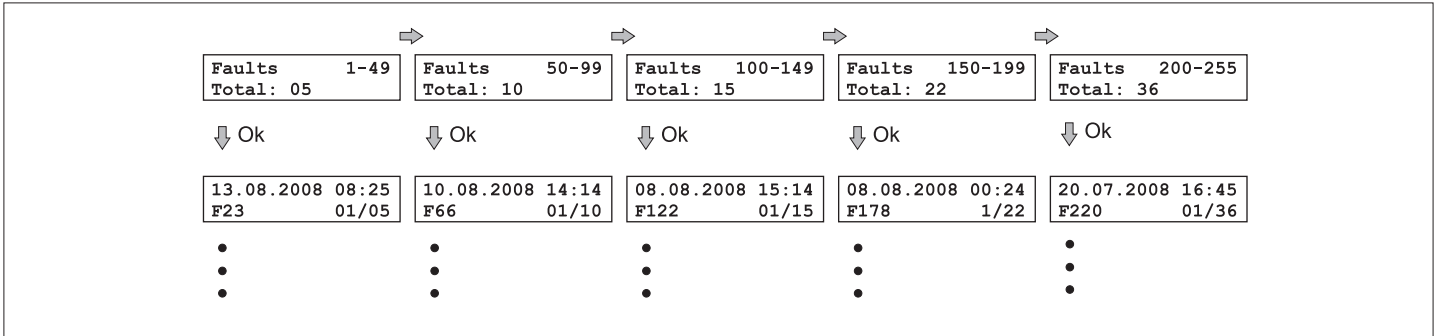 Faults 1-49
Total: 05
Faults 50-99
Total: 10
Faults 100-149
Total: 15
Faults 150-199
Total: 22
Faults 200-255
Total: 36
Ok
Ok
Ok
Ok
Ok
13.08.2008 08:25
F23 01/05
10.08.2008 14:14
F66 01/10
08.08.2008 15:14
F122 01/15
08.08.2008 00:24
F178 1/22
20.07.2008 16:45
F220 01/36